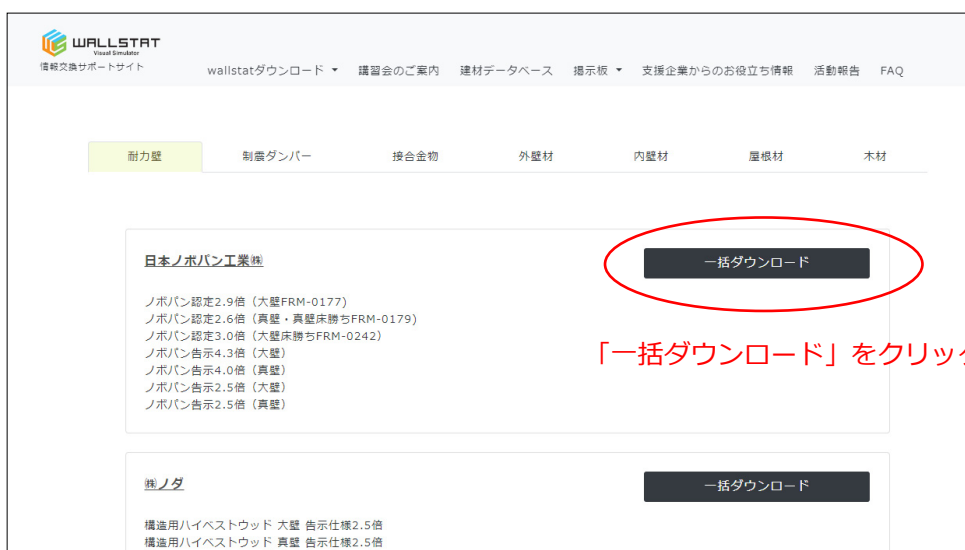 WALLSTAT
Visual Simulator
情報交換サポートサイト
wallstatダウンロード ▼ 講習会のご案内 建材データベース 掲示板 ▼ 支援企業からのお役立ち情報 活動報告 FAQ
耐力壁 制震ダンパー 接合金物 外壁材 内壁材 屋根材 木材
日本ノボパン工業㈱ 一括ダウンロード
ノボパン認定2.9倍（大壁FRM-0177）
ノボパン認定2.6倍（真壁・真壁床勝ちFRM-0179）
ノボパン認定3.0倍（大壁床勝ちFRM-0242）
ノボパン告示4.3倍（大壁）
ノボパン告示4.0倍（真壁）
ノボパン告示2.5倍（大壁）
ノボパン告示2.5倍（真壁）
「一括ダウンロード」をクリック
㈱ノダ 一括ダウンロード
構造用ハイベストウッド 大壁 告示仕様2.5倍
構造用ハイベストウッド 真壁 告示仕様2.5倍